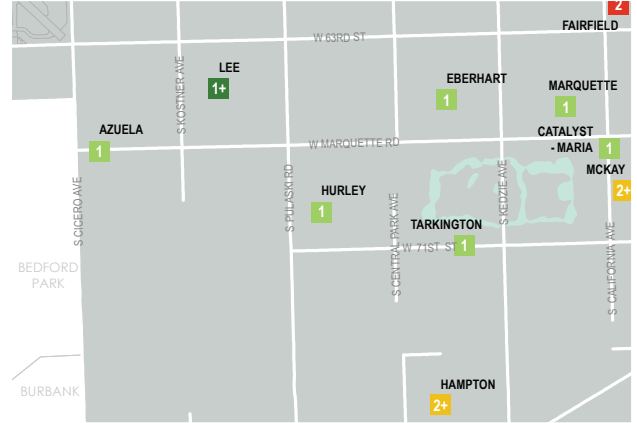 2
FAIRFIELD
W 63RD ST
LEE
1+
S KOSTNER AVE
EBERHART
1
MARQUETTE
1
AZUELA
1
W MARQUETTE RD
CATALYST
- MARIA
1
MCKAY
2+
S CICERO AVE
S PULASKI RD
HURLEY
1
S CENTRAL PARK AVE
S KEDZIE AVE
TARKINGTON
1
W 71ST ST
S CALIFORNIA AVE
BEDFORD
PARK
BURBANK
HAMPTON
2+